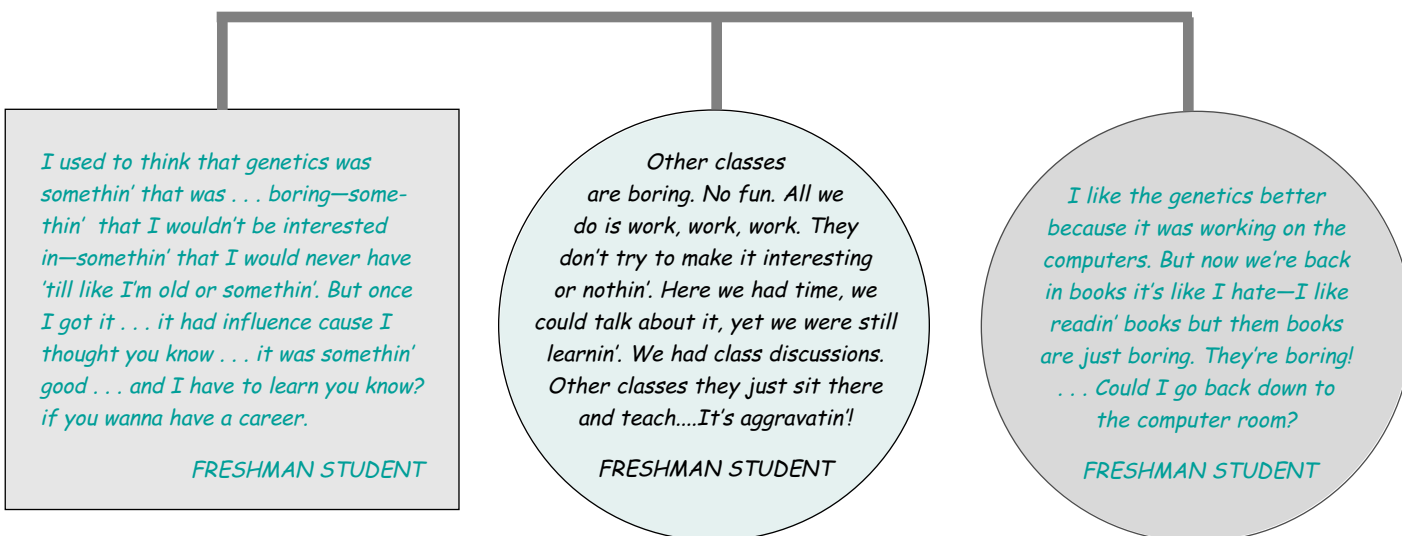 I used to think that genetics was
somethin’ that was . . . boring—some-
thin’ that I wouldn’t be interested
in—somethin’ that I would never have
’till like I’m old or somethin’. But once
I got it . . . it had influence cause I
thought you know . . . it was somethin’
good . . . and I have to learn you know?
if you wanna have a career.
FRESHMAN STUDENT
Other classes
are boring. No fun. All we
do is work, work, work. They
don’t try to make it interesting
or nothin’. Here we had time, we
could talk about it, yet we were still
learnin’. We had class discussions.
Other classes they just sit there
and teach....It’s aggravatin’!
FRESHMAN STUDENT
I like the genetics better
because it was working on the
computers. But now we’re back
in books it’s like I hate—I like
readin’ books but them books
are just boring. They’re boring!
. . . Could I go back down to
the computer room?
FRESHMAN STUDENT